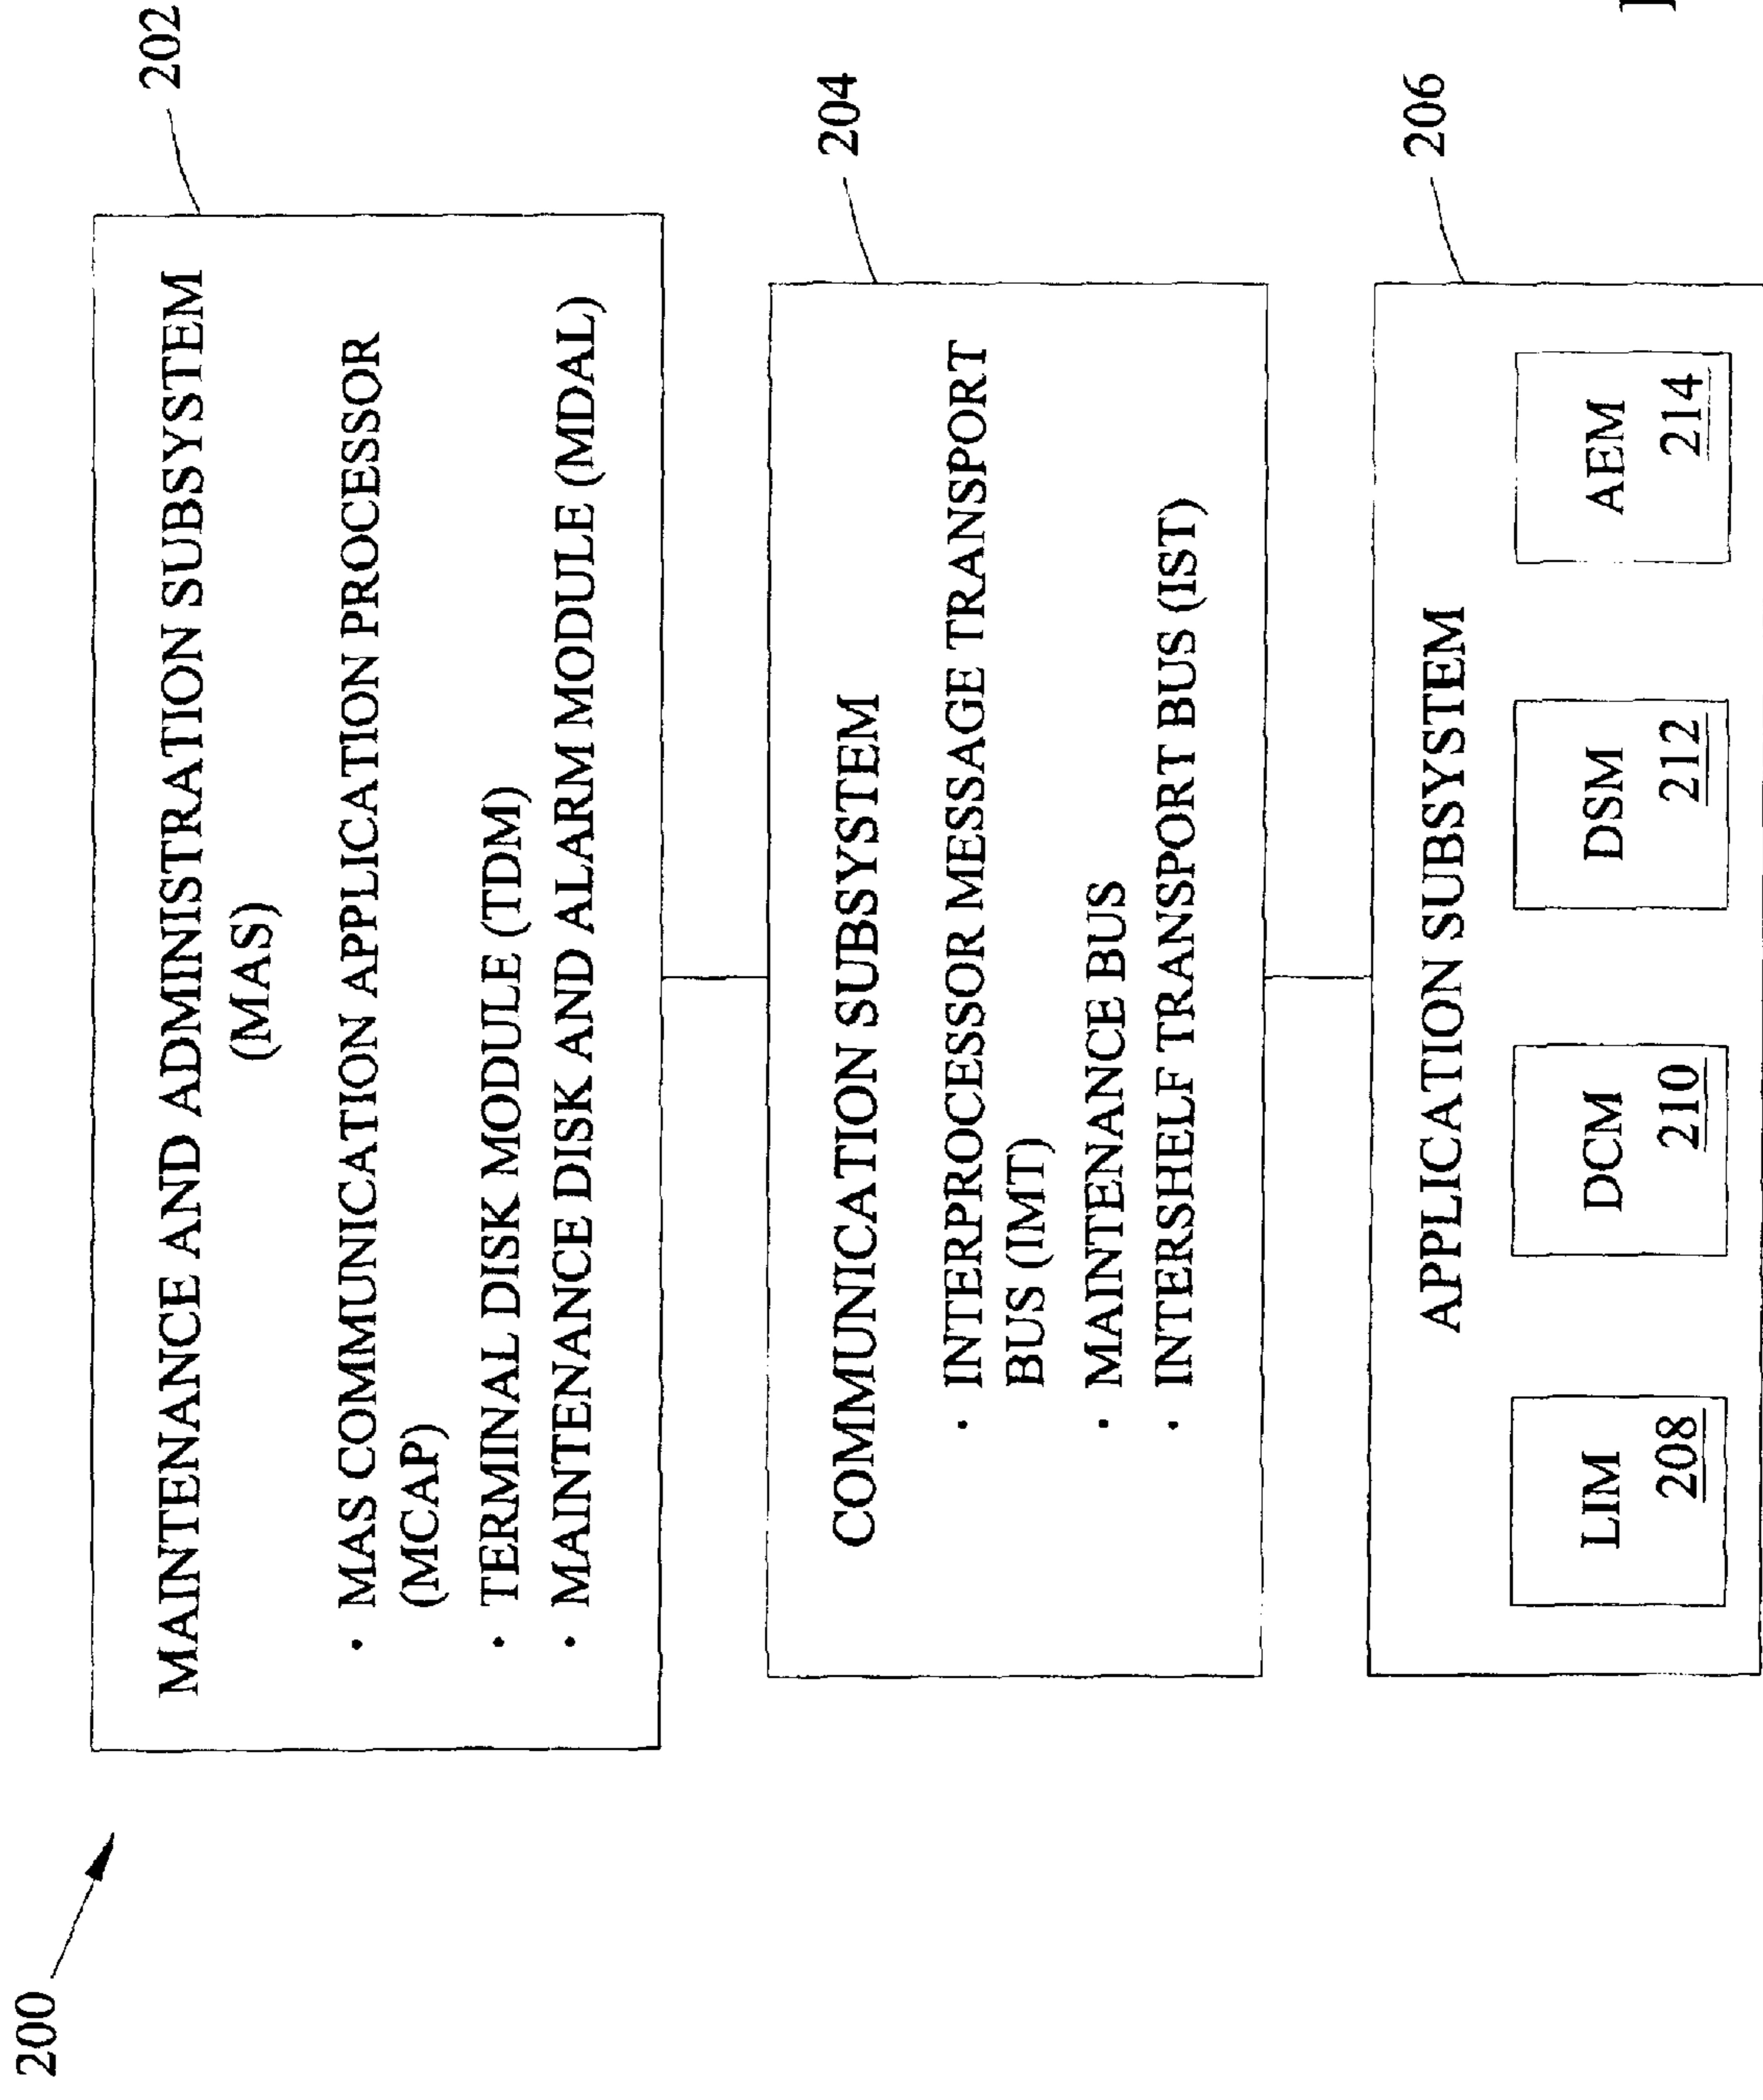 200
202
MAINTENANCE AND ADMINISTRATION SUBSYSTEM
(MAS)
· MAS COMMUNICATION APPLICATION PROCESSOR
(MCAP)
· TERMINAL DISK MODULE (TDM)
· MAINTENANCE DISK AND ALARM MODULE (MDAL)
204
COMMUNICATION SUBSYSTEM
· INTERPROCESSOR MESSAGE TRANSPORT
BUS (IMT)
· MAINTENANCE BUS
· INTERSHELF TRANSPORT BUS (IST)
206
APPLICATION SUBSYSTEM
LIM
208
DCM
210
DSM
212
AEM
214